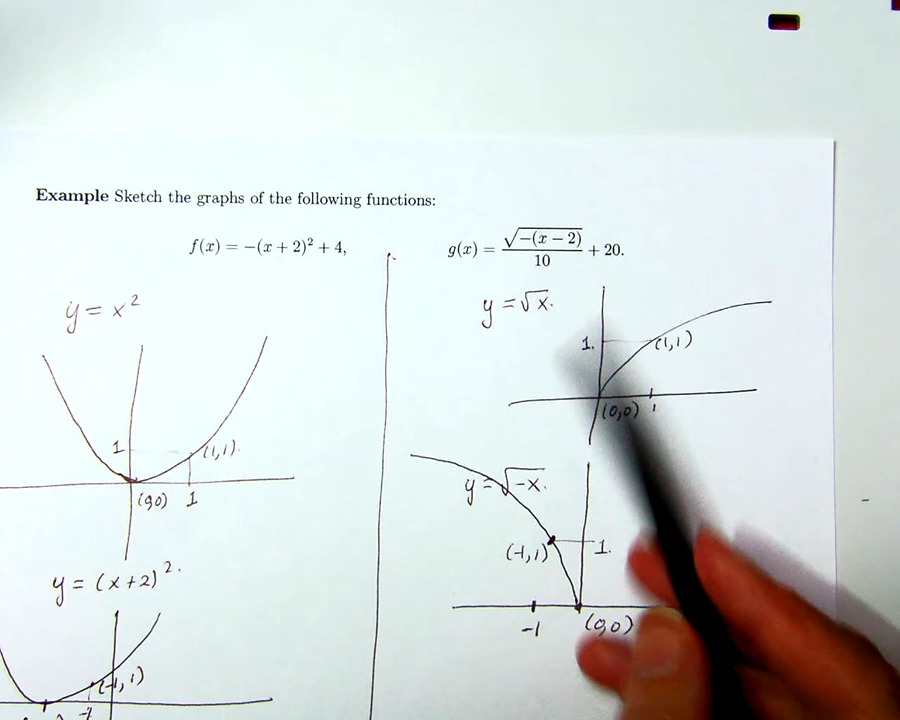 Example Sketch the graphs of the following functions:
f(x) = −(x + 2)² + 4,
g(x) = √(−(x − 2))/10 + 20.
y = x²
1
(1,1).
(0,0)
1
y = (x+2)².
(-1,1)
-1
y = √x.
1.
(1,1)
(0,0)
1
y = √-x.
(-1,1)
1.
-1
(0,0)